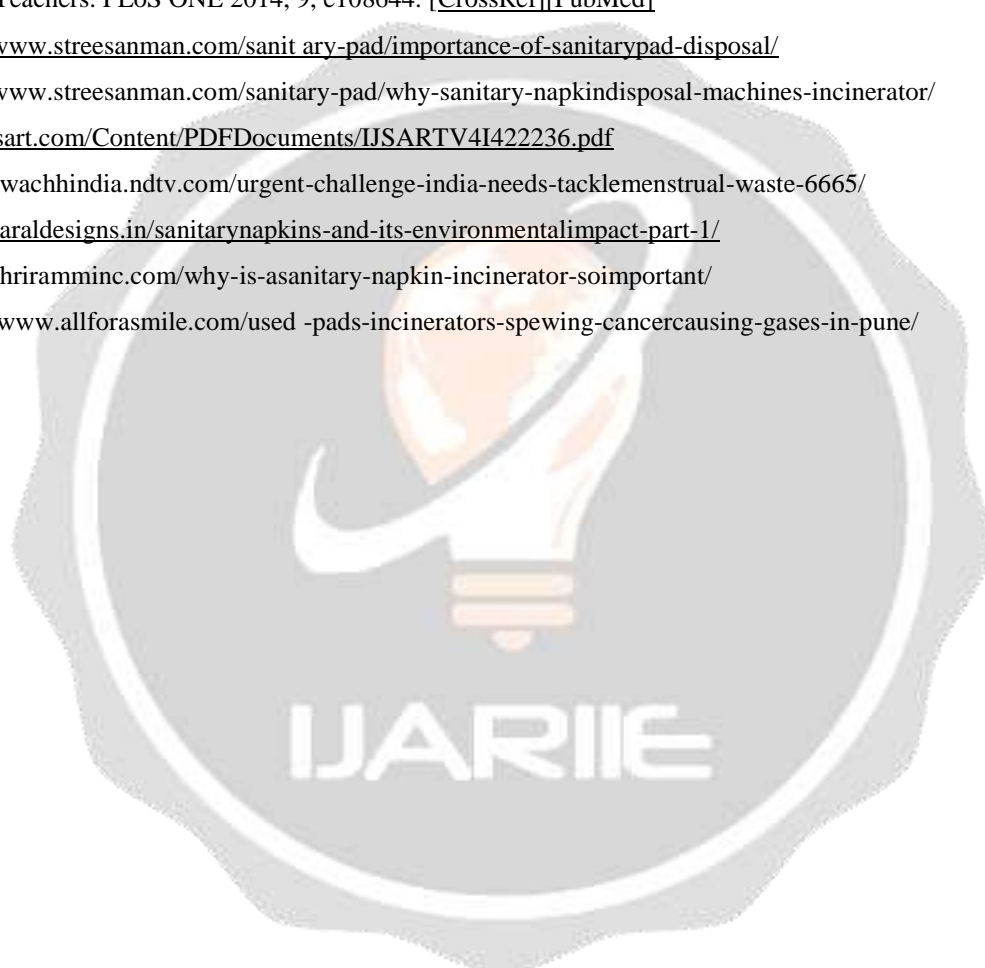 Teachers. PLoS ONE 2014, 9, e108644. [CrossRef][PubMed]
www.streesanman.com/sanit ary-pad/importance-of-sanitarypad-disposal/
www.streesanman.com/sanitary-pad/why-sanitary-napkindisposal-machines-incinerator/
sart.com/Content/PDFDocuments/IJSARTV4I422236.pdf
wachhindia.ndtv.com/urgent-challenge-india-needs-tacklemenstrual-waste-6665/
araldesigns.in/sanitarynapkins-and-its-environmentalimpact-part-1/
hriramminc.com/why-is-asanitary-napkin-incinerator-soimportant/
www.allforasmile.com/used -pads-incinerators-spewing-cancercausing-gases-in-pune/
IJARIIE